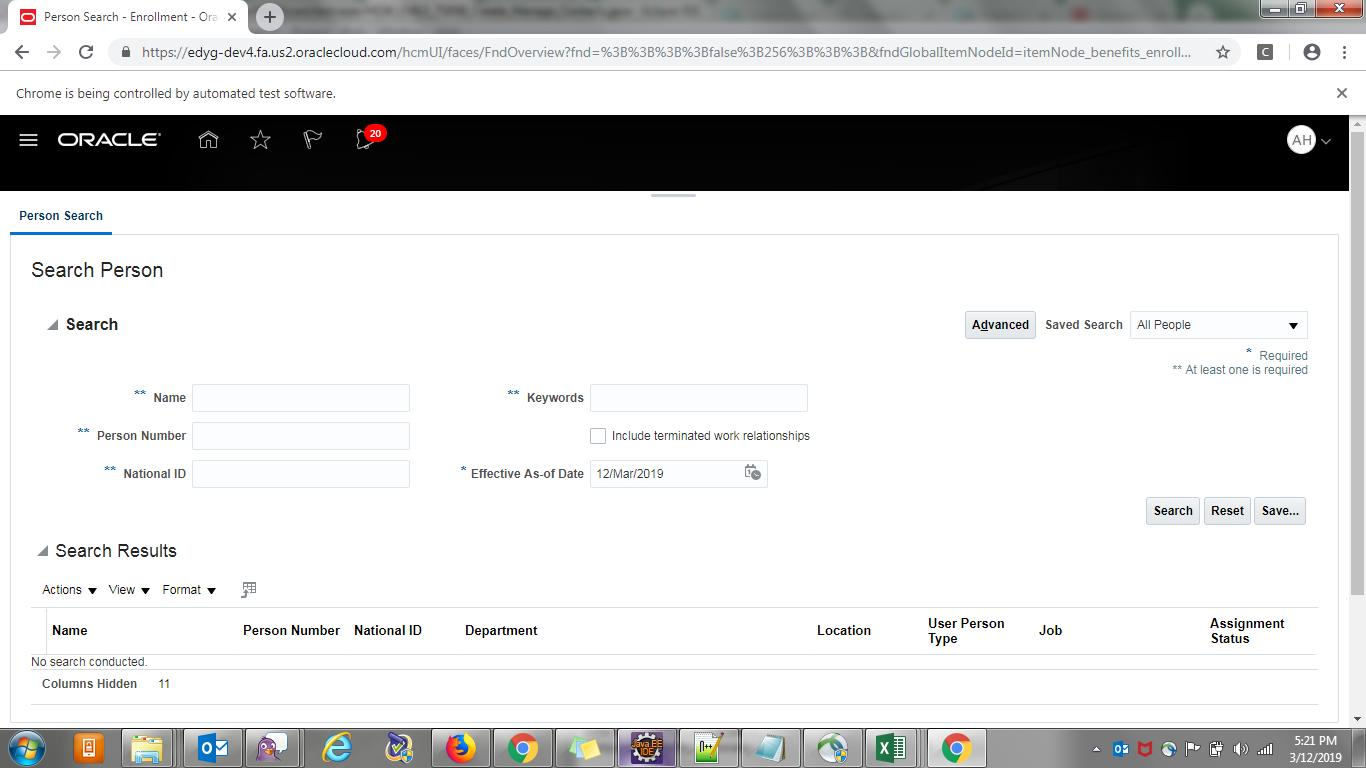 Person Search - Enrollment - Ora
https://edyg-dev4.fa.us2.oraclecloud.com/hcmUI/faces/FndOverview?fnd=%3B%3B%3B%3Bfalse%3B256%3B%3B%3B&fndGlobalItemNodeId=itemNode_benefits_enroll...
C
Chrome is being controlled by automated test software.
ORACLE
20
AH
Person Search
Search Person
Search
Advanced
Saved Search
All People
* Required
** At least one is required
** Name
** Keywords
** Person Number
Include terminated work relationships
** National ID
* Effective As-of Date
12/Mar/2019
Search
Reset
Save...
Search Results
Actions
View
Format
Name
Person Number
National ID
Department
Location
User Person Type
Job
Assignment Status
No search conducted.
Columns Hidden 11
Java EE
IDE
5:21 PM
3/12/2019